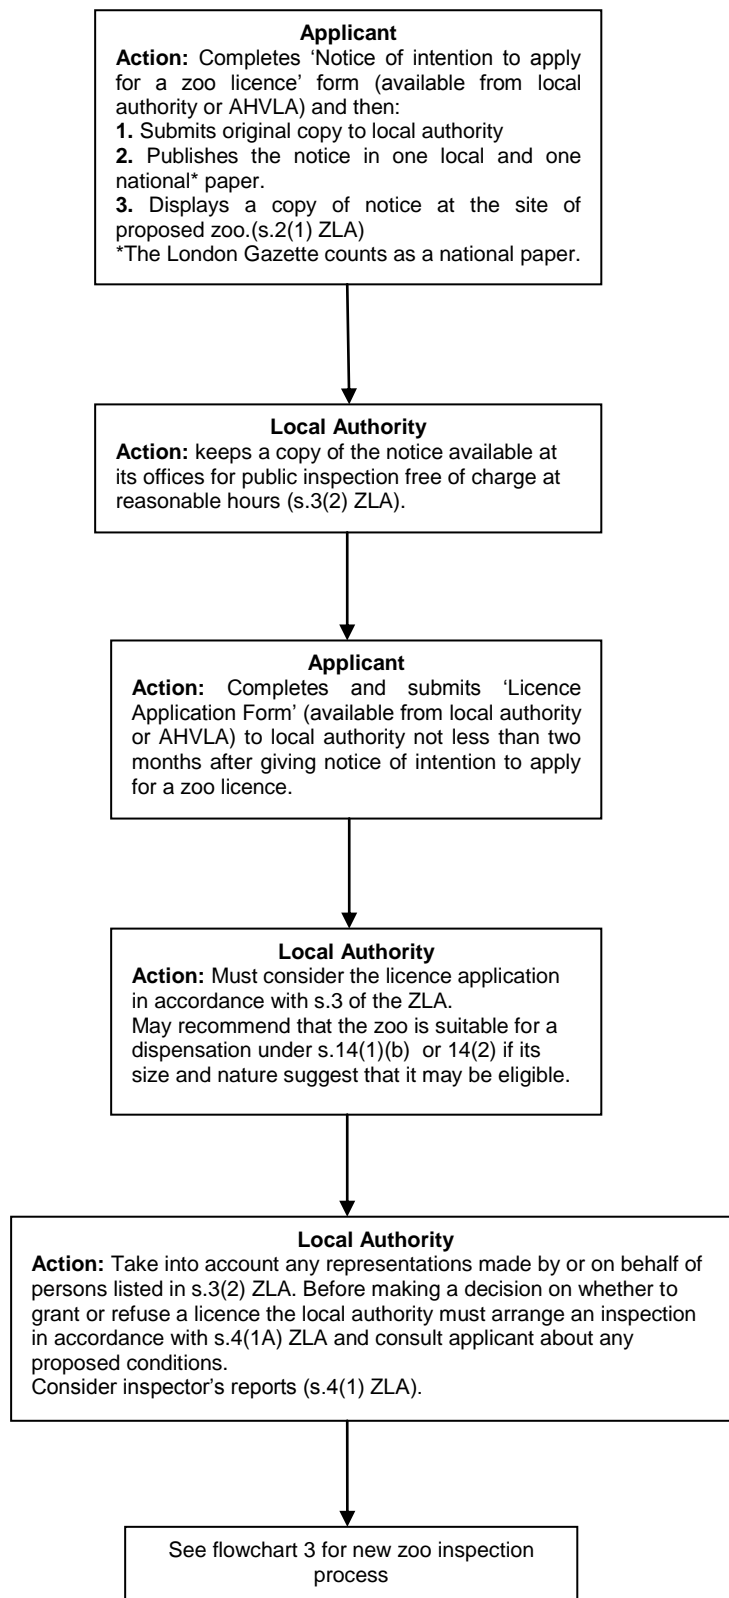 Applicant
Action: Completes ‘Notice of intention to apply
for a zoo licence’ form (available from local
authority or AHVLA) and then:
1. Submits original copy to local authority
2. Publishes the notice in one local and one
national* paper.
3. Displays a copy of notice at the site of
proposed zoo.(s.2(1) ZLA)
*The London Gazette counts as a national paper.
Local Authority
Action: keeps a copy of the notice available at
its offices for public inspection free of charge at
reasonable hours (s.3(2) ZLA).
Applicant
Action: Completes and submits ‘Licence
Application Form’ (available from local authority
or AHVLA) to local authority not less than two
months after giving notice of intention to apply
for a zoo licence.
Local Authority
Action: Must consider the licence application
in accordance with s.3 of the ZLA.
May recommend that the zoo is suitable for a
dispensation under s.14(1)(b) or 14(2) if its
size and nature suggest that it may be eligible.
Local Authority
Action: Take into account any representations made by or on behalf of
persons listed in s.3(2) ZLA. Before making a decision on whether to
grant or refuse a licence the local authority must arrange an inspection
in accordance with s.4(1A) ZLA and consult applicant about any
proposed conditions.
Consider inspector’s reports (s.4(1) ZLA).
See flowchart 3 for new zoo inspection
process